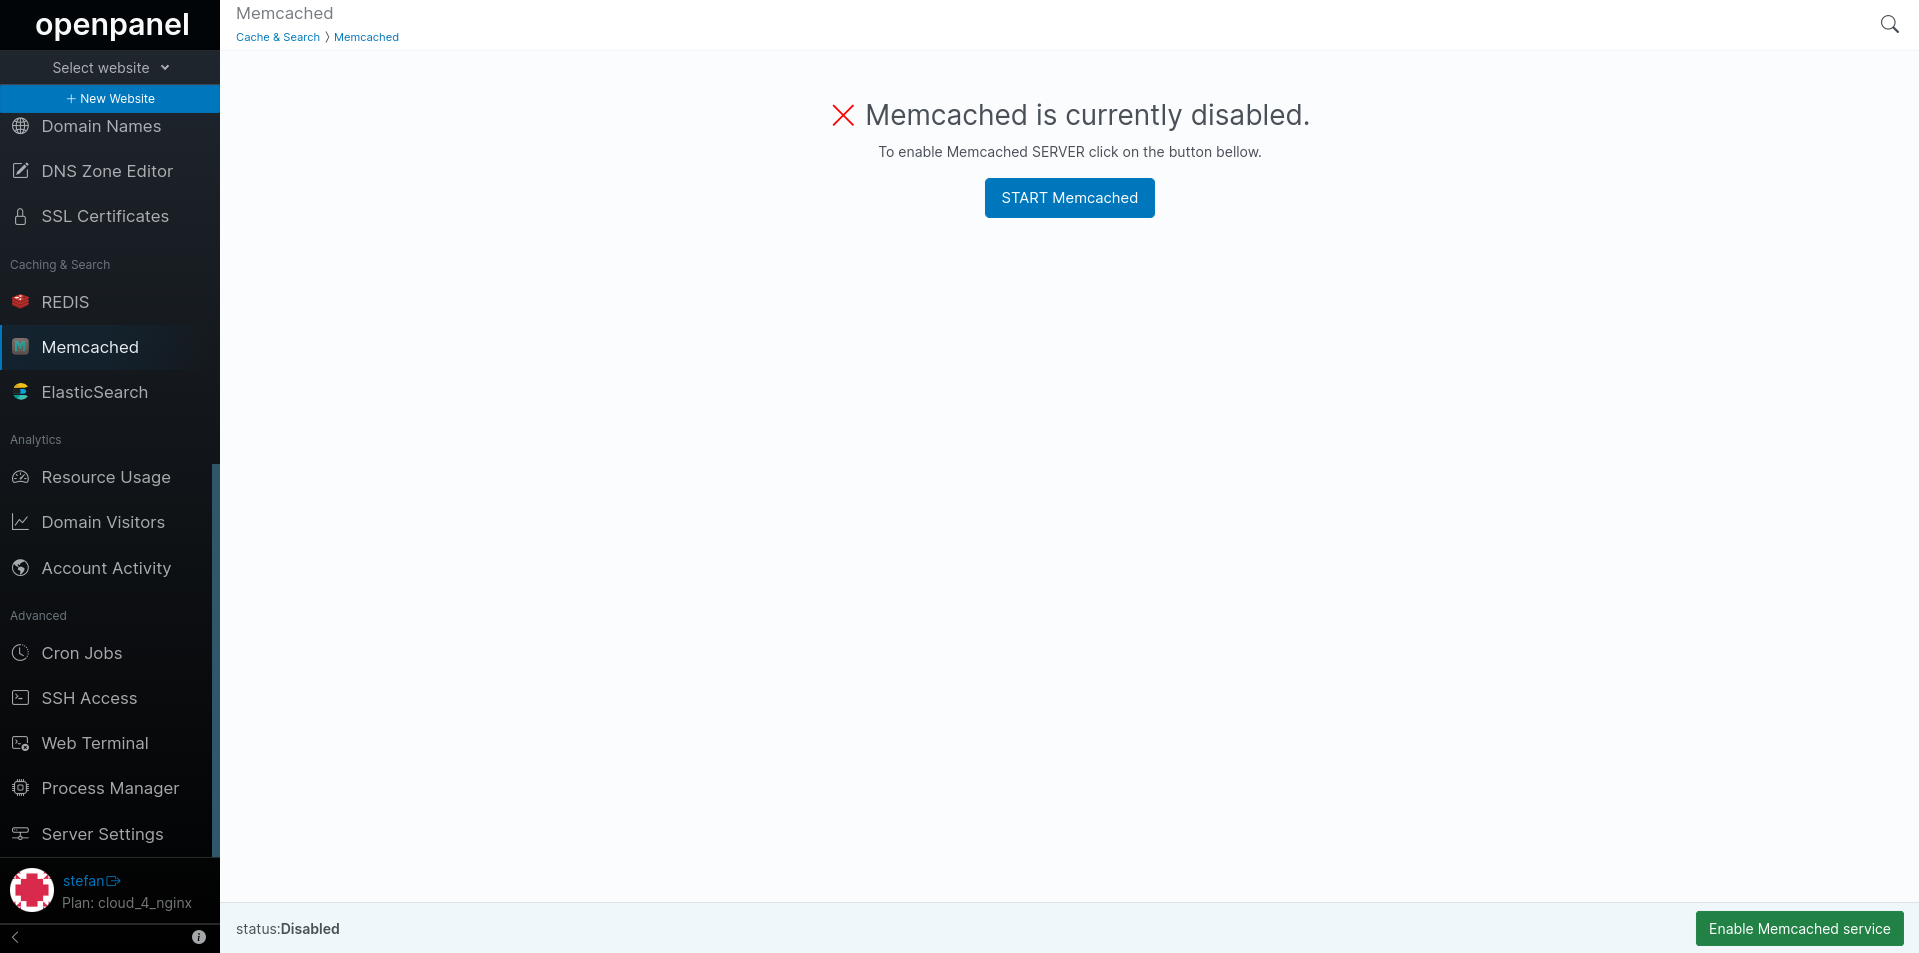 openpanel
Select website
+ New Website
Domain Names
DNS Zone Editor
SSL Certificates
Caching & Search
REDIS
Memcached
ElasticSearch
Analytics
Resource Usage
Domain Visitors
Account Activity
Advanced
Cron Jobs
SSH Access
Web Terminal
Process Manager
Server Settings
stefan
Plan: cloud_4_nginx
Memcached
Cache & Search 〉 Memcached
Memcached is currently disabled.
To enable Memcached SERVER click on the button bellow.
START Memcached
status:Disabled
Enable Memcached service